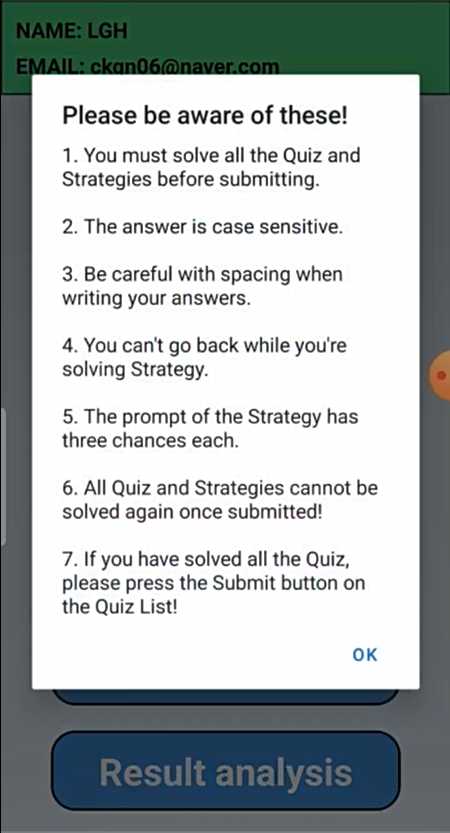 NAME: LGH
EMAIL: ckgn06@naver.com
Please be aware of these!
1. You must solve all the Quiz and
Strategies before submitting.
2. The answer is case sensitive.
3. Be careful with spacing when
writing your answers.
4. You can't go back while you're
solving Strategy.
5. The prompt of the Strategy has
three chances each.
6. All Quiz and Strategies cannot be
solved again once submitted!
7. If you have solved all the Quiz,
please press the Submit button on
the Quiz List!
OK
Result analysis